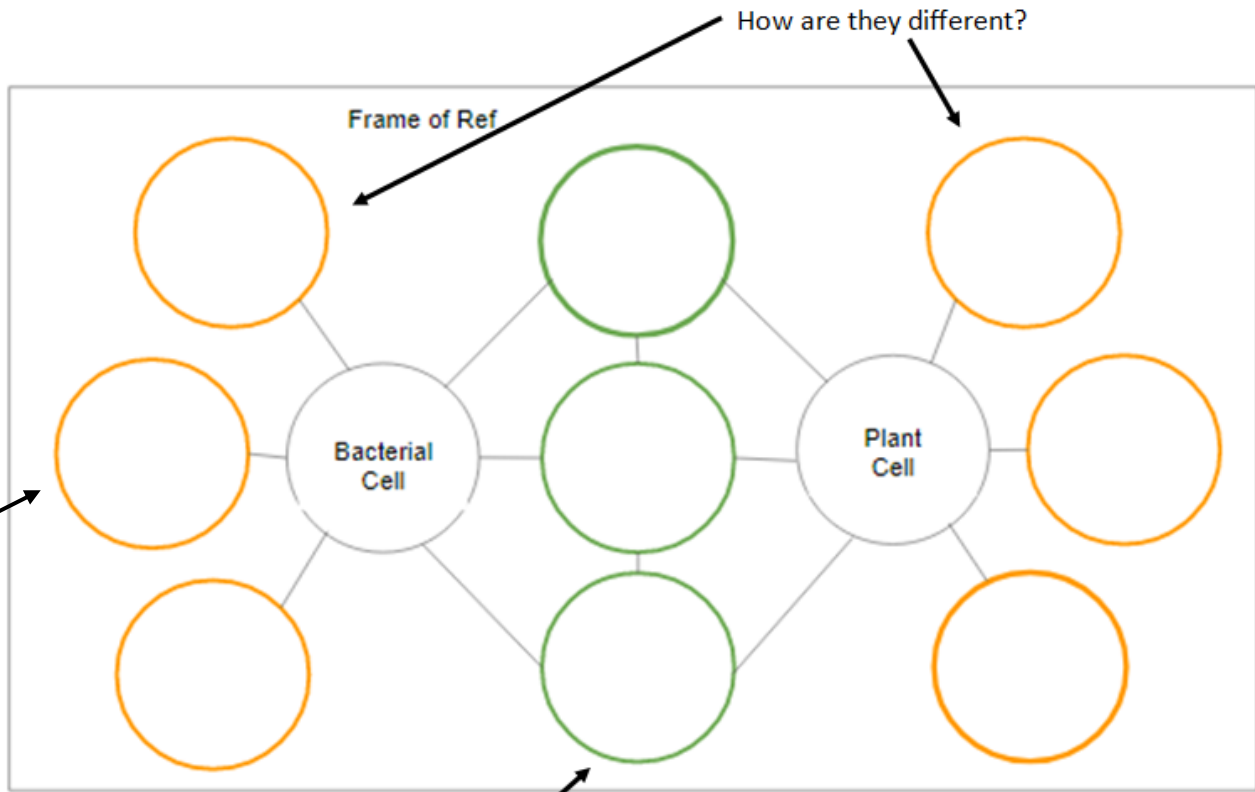 How are they different?
Frame of Ref
Bacterial
Cell
Plant
Cell